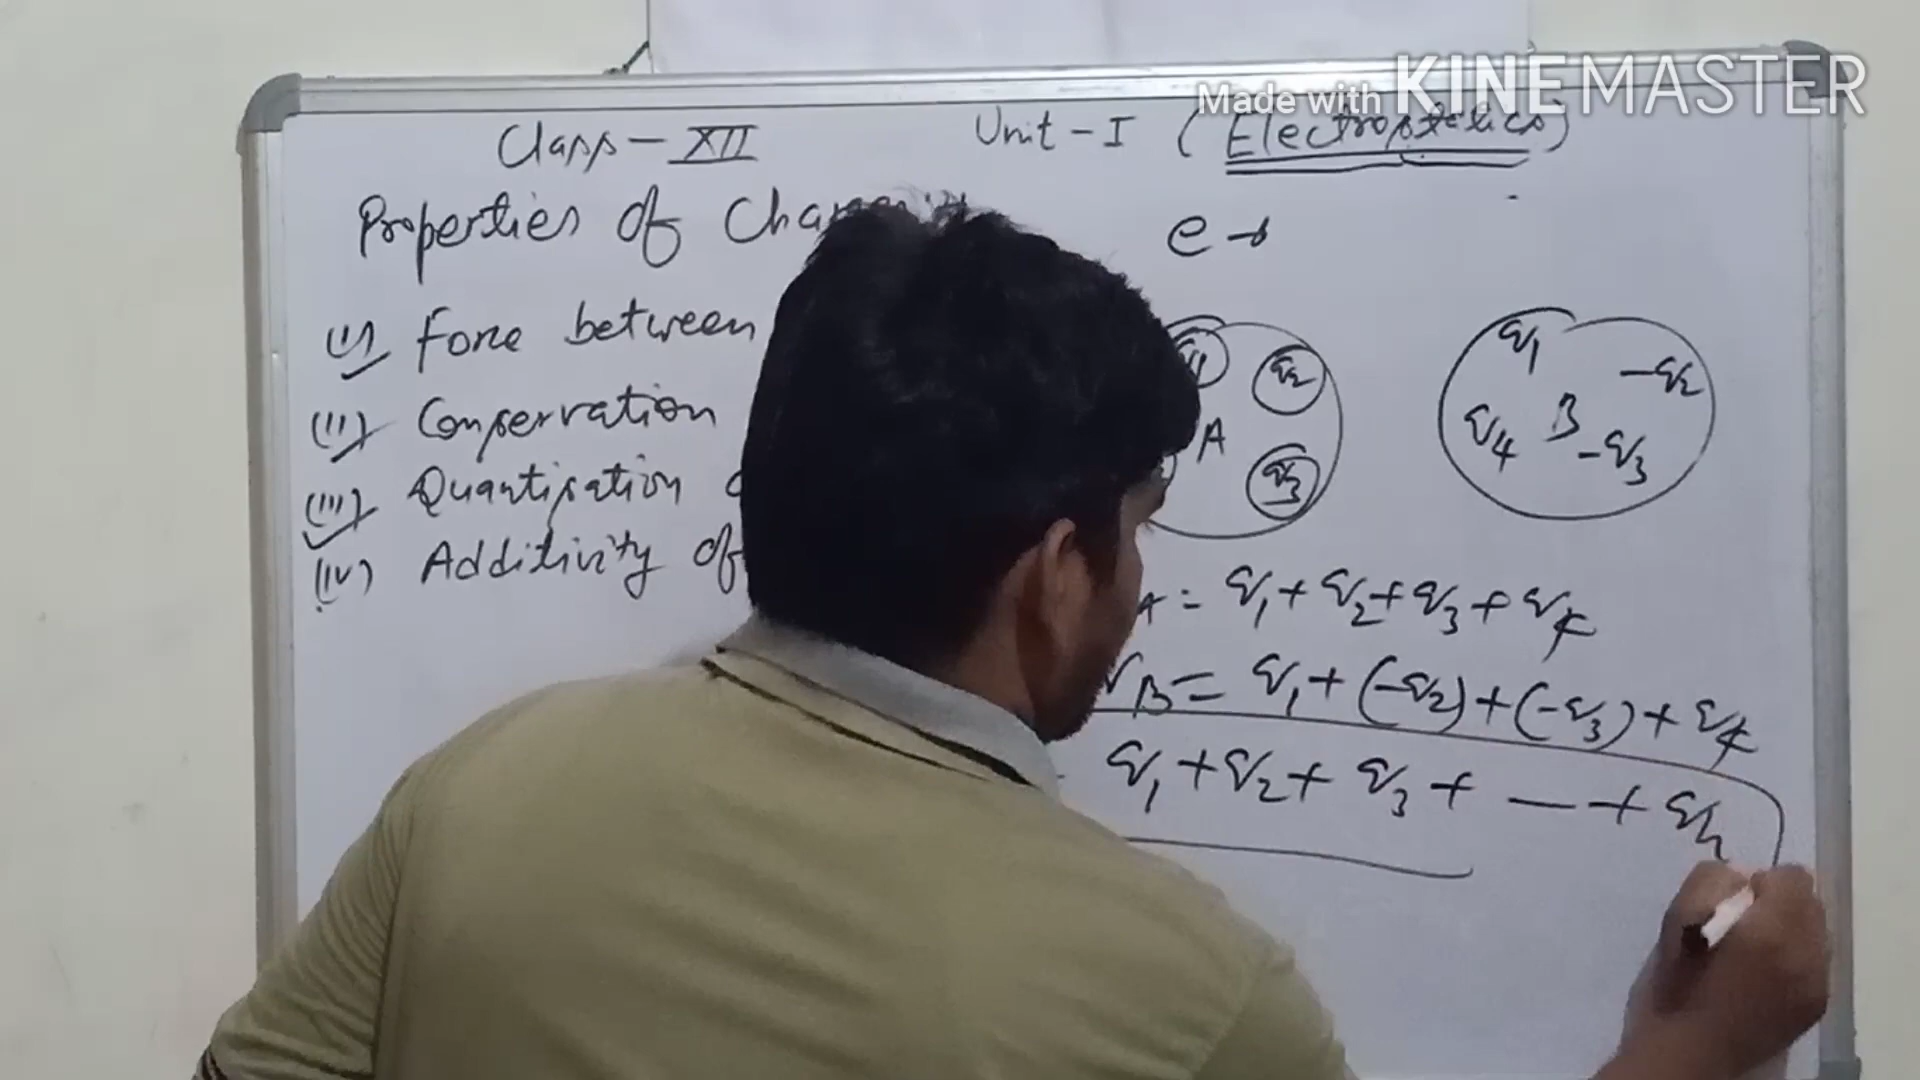 Made with KINEMASTER
Class - XII
Unit - I (Electrostatics)
Properties of
e →
(i) Force between
(ii) Conservation
(iii) Quantisation
(iv) Additivity of
q2
A
q3
q1
-q2
B
q4
-q3
A = q1 + q2 + q3 + q4
B = q1 + (-q2) + (-q3) + q4
q1 + q2 + q3 + — + qn